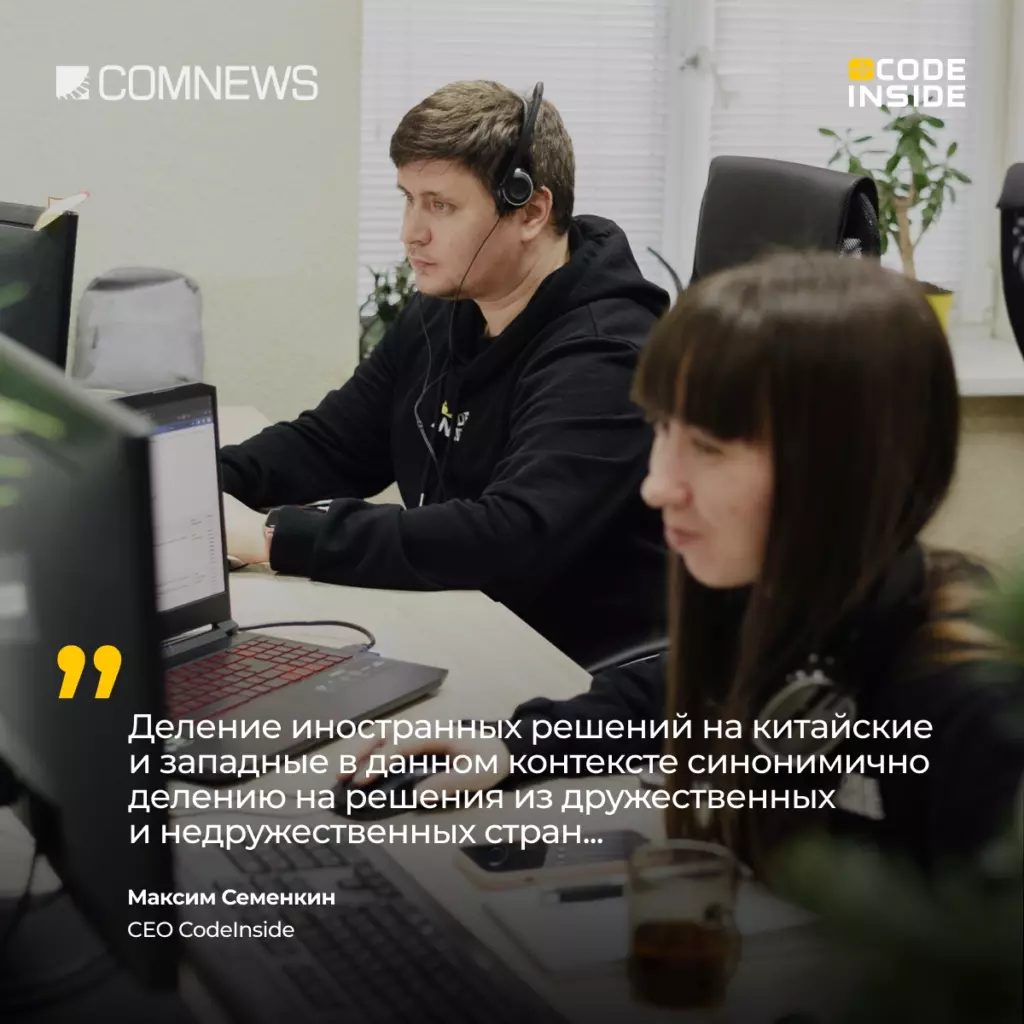 COMNEWS
CODE
INSIDE
Деление иностранных решений на китайские
и западные в данном контексте синонимично
делению на решения из дружественных
и недружественных стран...
Максим Семенкин
CEO CodeInside